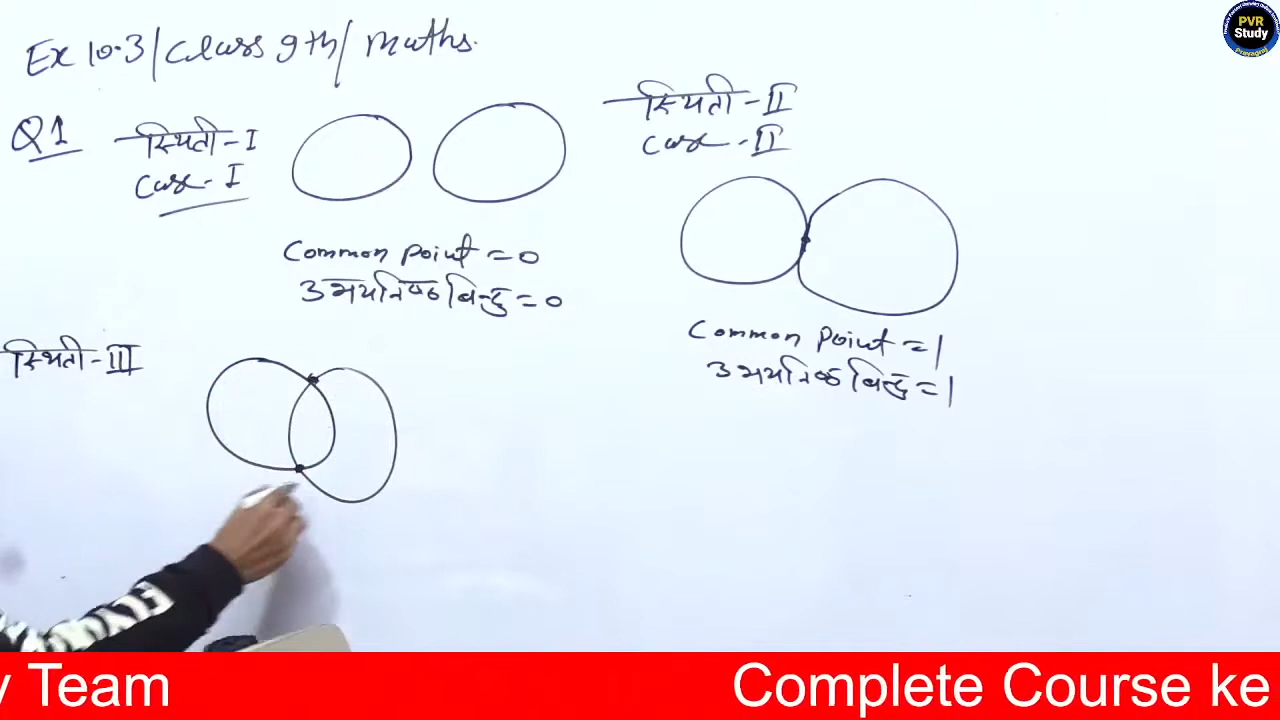 Ex 10.3/Class 9th/Maths.
Q1
स्थिती-I
Case-I
Common Point = 0
उभयनिष्ठ बिन्दु = 0
स्थिती-II
Case-II
Common Point = 1
उभयनिष्ठ बिन्दु = 1
स्थिती-III
PVR
Study
Prayagraj
y Team
Complete Course ke